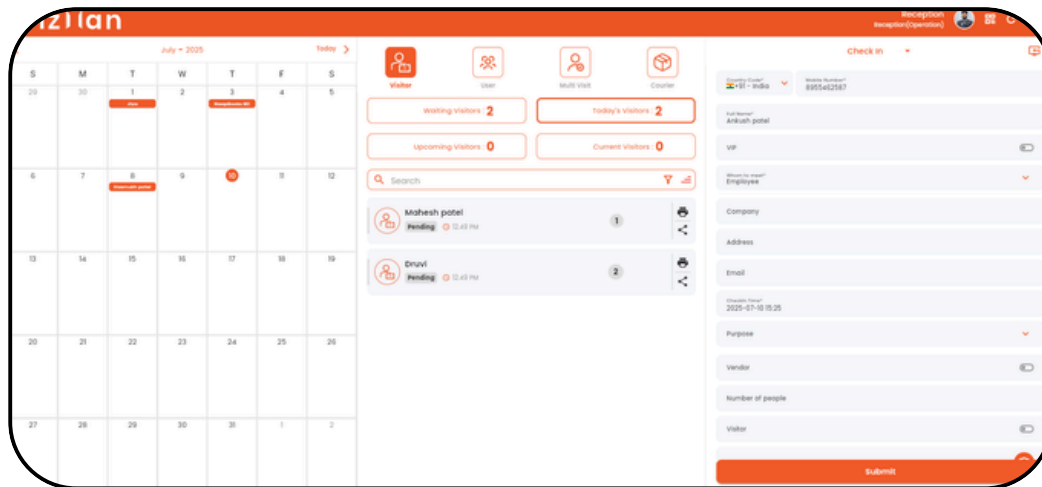 Reception
Reception(Operation)
July 2025
Today
S M T W T F S
29 30 1 2 3 4 5
6 7 8 9 10 11 12
13 14 15 16 17 18 19
20 21 22 23 24 25 26
27 28 29 30 31 1 2
Visitor
User
Multi Visit
Courier
Waiting Visitors : 2
Today's Visitors : 2
Upcoming Visitors : 0
Current Visitors : 0
Search
Mahesh patel
Pending 12:49 PM
1
Druvi
Pending 12:49 PM
2
Check In
Country Code*
+91 - India
Mobile Number*
8955462587
Full Name*
Ankush patel
VIP
Whom to meet*
Employee
Company
Address
Email
CheckIn Time*
2025-07-10 15:25
Purpose
Vendor
Number of people
Visitor
Submit